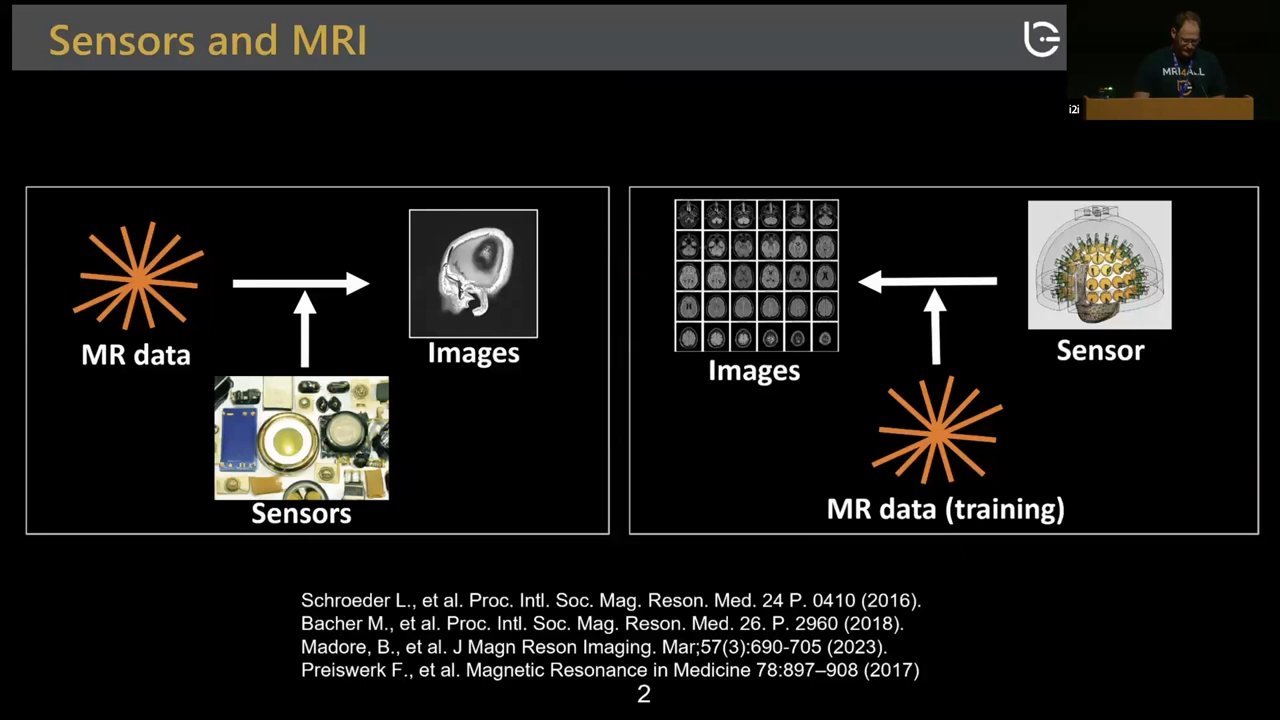 Sensors and MRI
MRI4ALL
i2i
MR data
Images
Sensors
Images
Sensor
MR data (training)
Schroeder L., et al. Proc. Intl. Soc. Mag. Reson. Med. 24 P. 0410 (2016).
Bacher M., et al. Proc. Intl. Soc. Mag. Reson. Med. 26. P. 2960 (2018).
Madore, B., et al. J Magn Reson Imaging. Mar;57(3):690-705 (2023).
Preiswerk F., et al. Magnetic Resonance in Medicine 78:897–908 (2017)
2